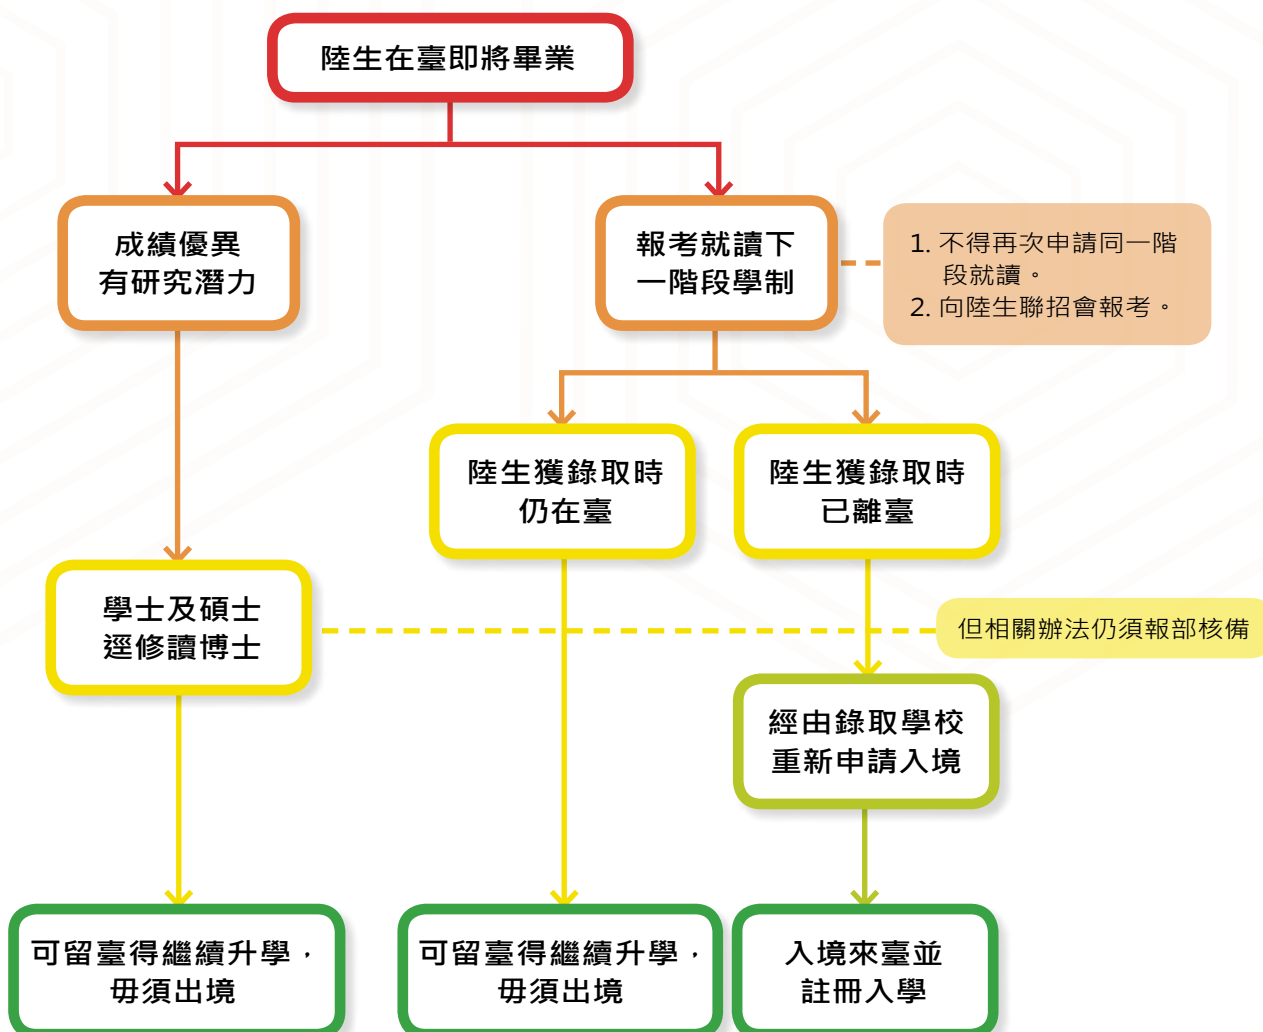 陸生在臺即將畢業
成績優異
有研究潛力
報考就讀下
一階段學制
1. 不得再次申請同一階
段就讀。
2. 向陸生聯招會報考。
陸生獲錄取時
仍在臺
陸生獲錄取時
已離臺
學士及碩士
逕修讀博士
但相關辦法仍須報部核備
經由錄取學校
重新申請入境
可留臺得繼續升學，
毋須出境
可留臺得繼續升學，
毋須出境
入境來臺並
註冊入學